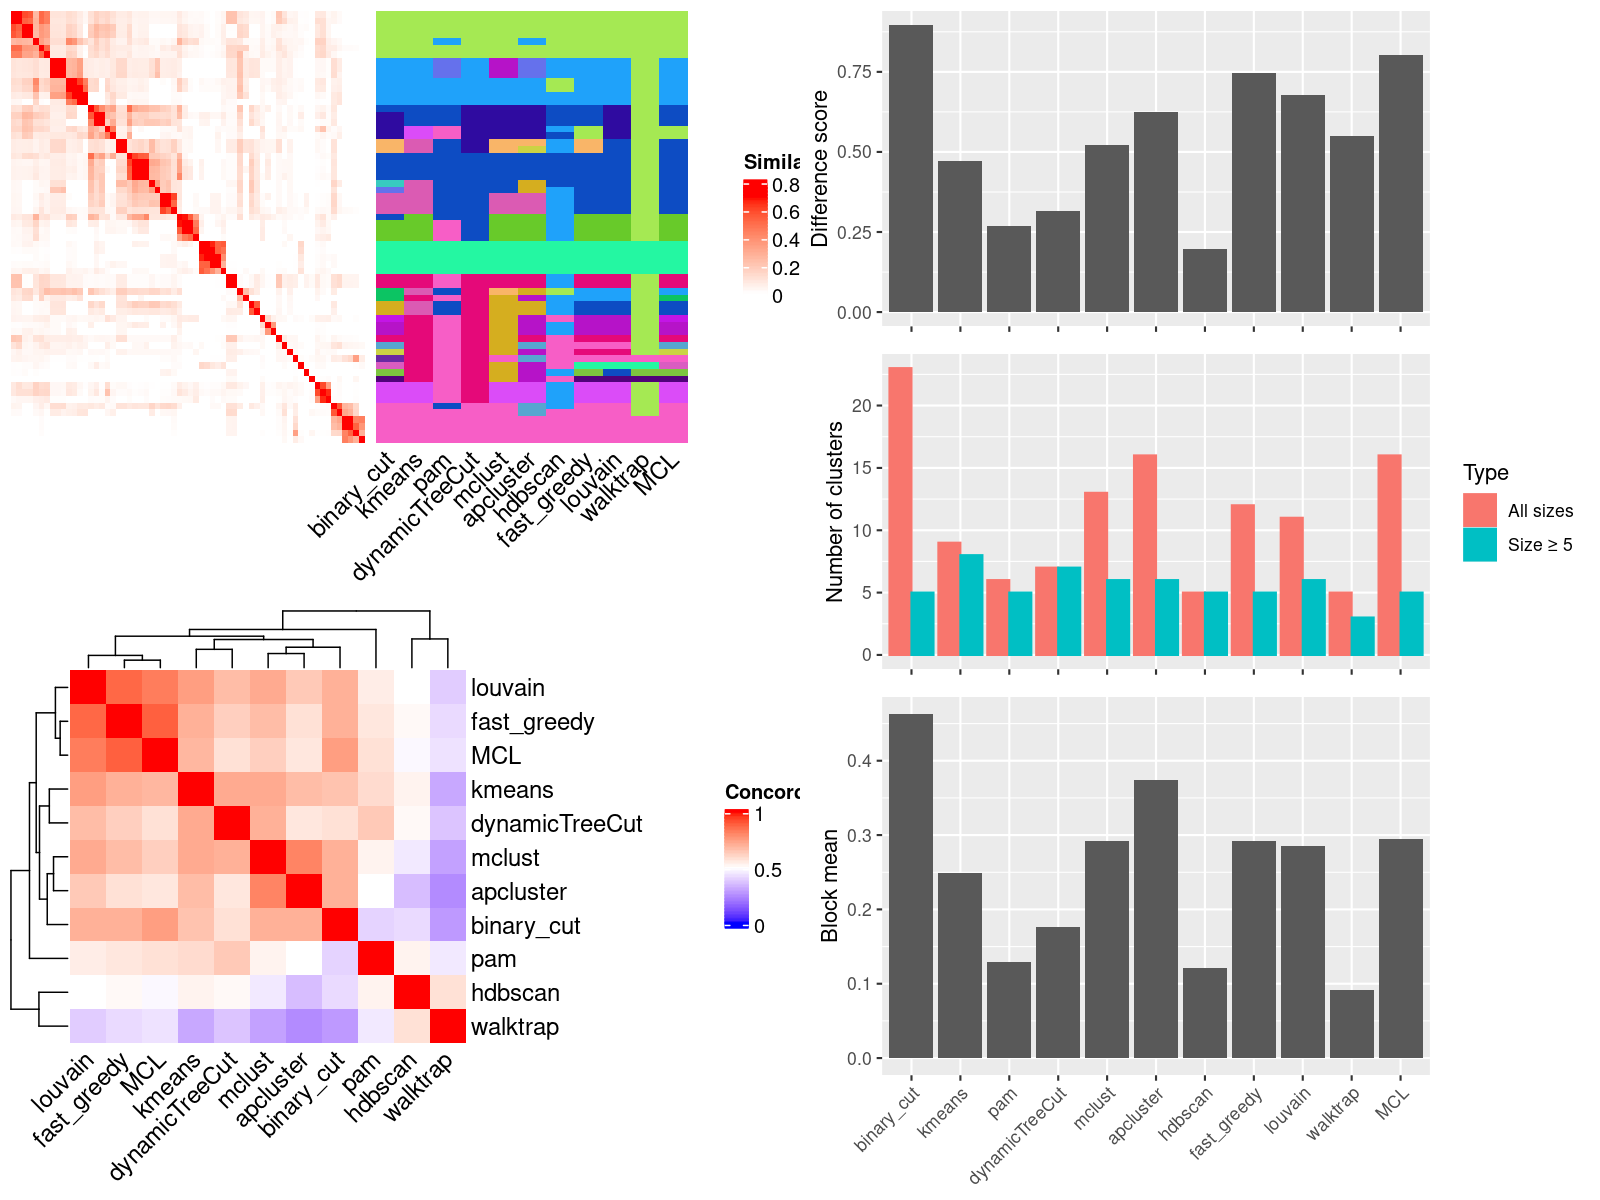 Simila
0.8
0.6
0.4
0.2
0
binary_cut
kmeans
pam
dynamicTreeCut
mclust
apcluster
hdbscan
fast_greedy
louvain
walktrap
MCL
Difference score
0.75
0.50
0.25
0.00
Number of clusters
20
15
10
5
0
Type
All sizes
Size ≥ 5
louvain
fast_greedy
MCL
kmeans
dynamicTreeCut
mclust
apcluster
binary_cut
pam
hdbscan
walktrap
louvain
fast_greedy
MCL
kmeans
dynamicTreeCut
mclust
apcluster
binary_cut
pam
hdbscan
walktrap
Concord
1
0.5
0
Block mean
0.4
0.3
0.2
0.1
0.0
binary_cut
kmeans
pam
dynamicTreeCut
mclust
apcluster
hdbscan
fast_greedy
louvain
walktrap
MCL